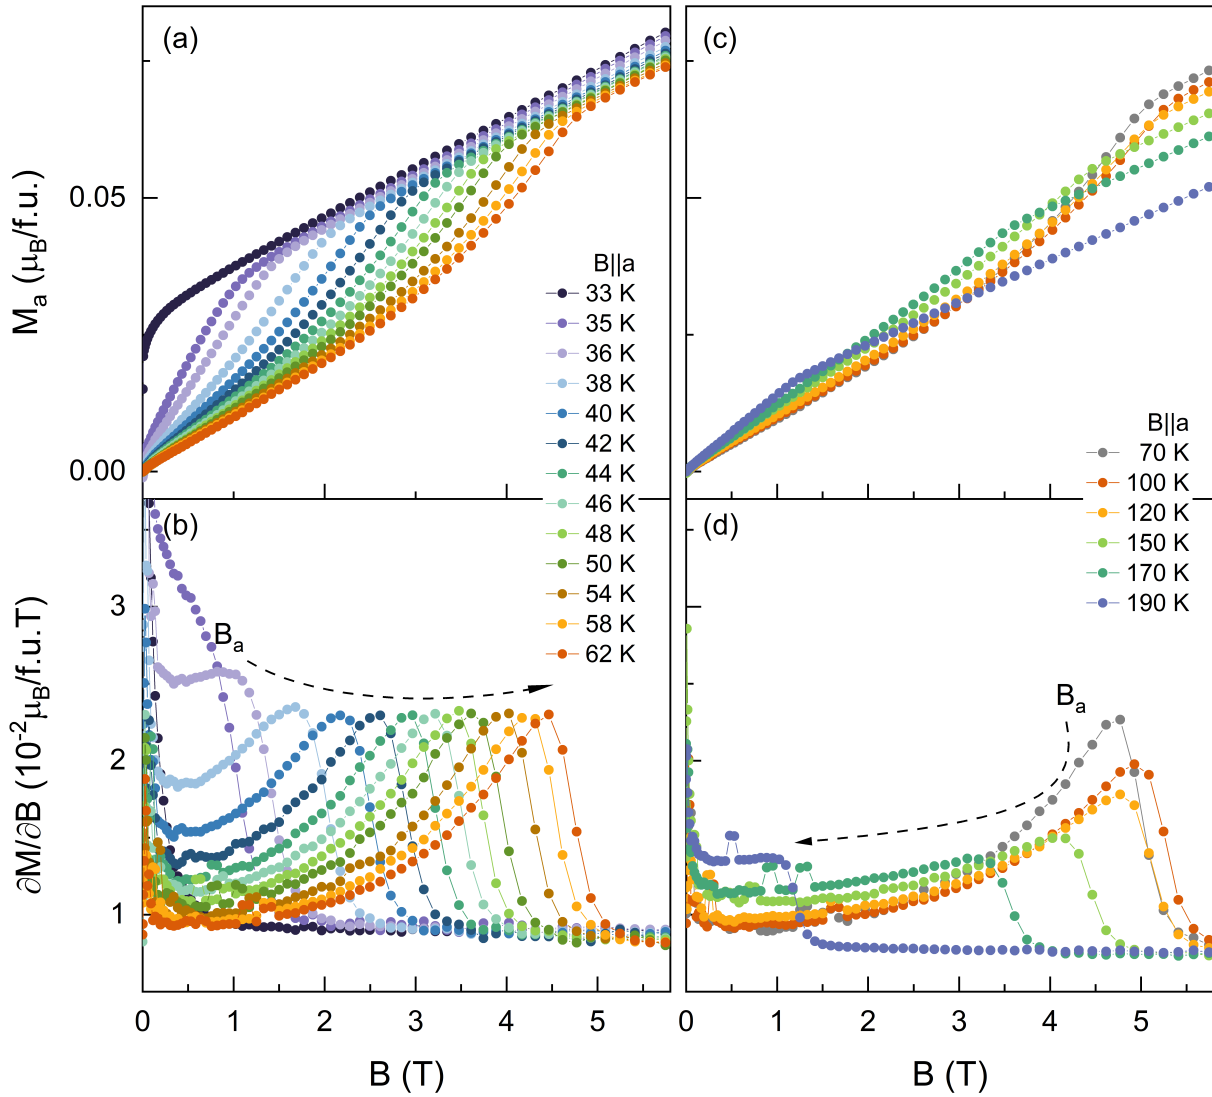 (a)
(c)
M_a (μ_B/f.u.)
0.05
0.00
B||a
33 K
35 K
36 K
38 K
40 K
42 K
44 K
46 K
48 K
50 K
54 K
58 K
62 K
B||a
70 K
100 K
120 K
150 K
170 K
190 K
(b)
(d)
∂M/∂B (10⁻²μ_B/f.u.T)
3
2
1
B_a
B_a
0 1 2 3 4 5
0 1 2 3 4 5
B (T)
B (T)